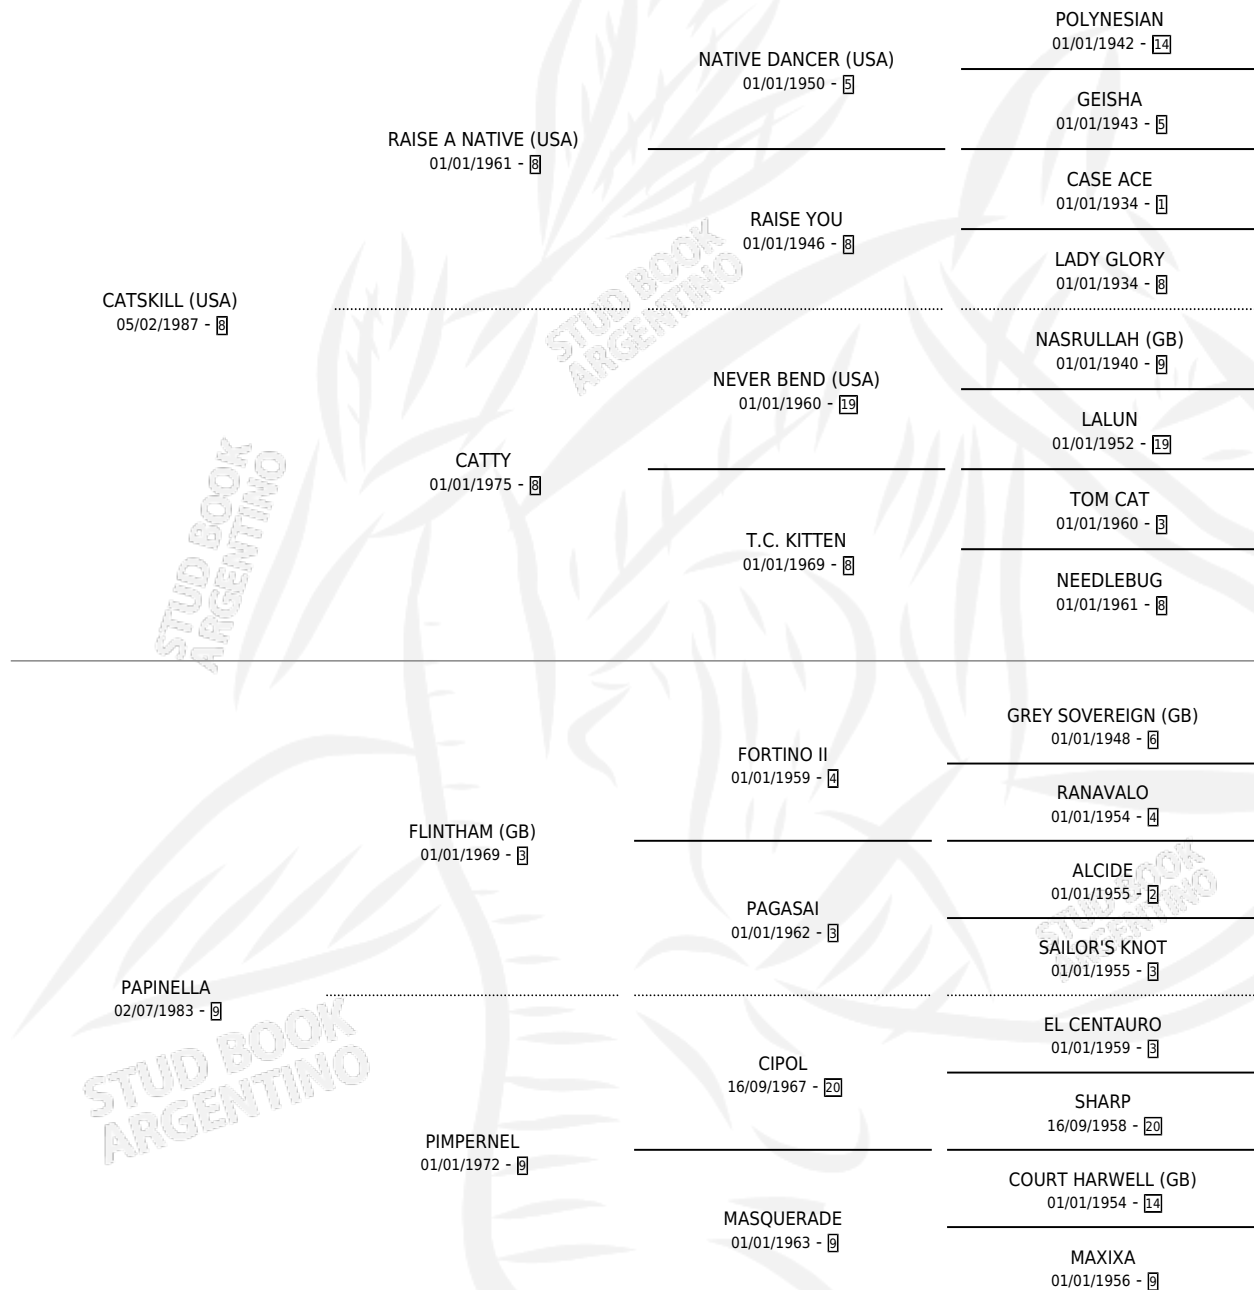 POLYNESIAN
01/01/1942 - 14
NATIVE DANCER (USA)
01/01/1950 - 5
GEISHA
01/01/1943 - 5
RAISE A NATIVE (USA)
01/01/1961 - 8
CASE ACE
01/01/1934 - 1
RAISE YOU
01/01/1946 - 8
LADY GLORY
01/01/1934 - 8
CATSKILL (USA)
05/02/1987 - 8
NASRULLAH (GB)
01/01/1940 - 9
NEVER BEND (USA)
01/01/1960 - 19
LALUN
01/01/1952 - 19
CATTY
01/01/1975 - 8
TOM CAT
01/01/1960 - 3
T.C. KITTEN
01/01/1969 - 8
NEEDLEBUG
01/01/1961 - 8
GREY SOVEREIGN (GB)
01/01/1948 - 6
FORTINO II
01/01/1959 - 4
RANAVALO
01/01/1954 - 4
FLINTHAM (GB)
01/01/1969 - 3
ALCIDE
01/01/1955 - 2
PAGASAI
01/01/1962 - 3
SAILOR'S KNOT
01/01/1955 - 3
PAPINELLA
02/07/1983 - 9
EL CENTAURO
01/01/1959 - 3
CIPOL
16/09/1967 - 20
SHARP
16/09/1958 - 20
PIMPERNEL
01/01/1972 - 9
COURT HARWELL (GB)
01/01/1954 - 14
MASQUERADE
01/01/1963 - 9
MAXIXA
01/01/1956 - 9
STUD BOOK
ARGENTINO
STUD BOOK
ARGENTINO
STUD BOOK
ARGENTINO
STUD BOOK
ARGENTINO